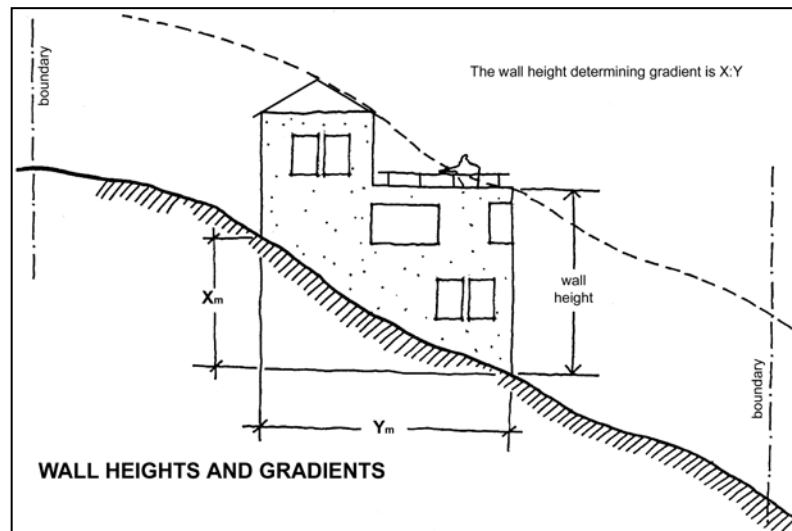 The wall height determining gradient is X:Y
boundary
Xm
wall
height
Ym
boundary
WALL HEIGHTS AND GRADIENTS